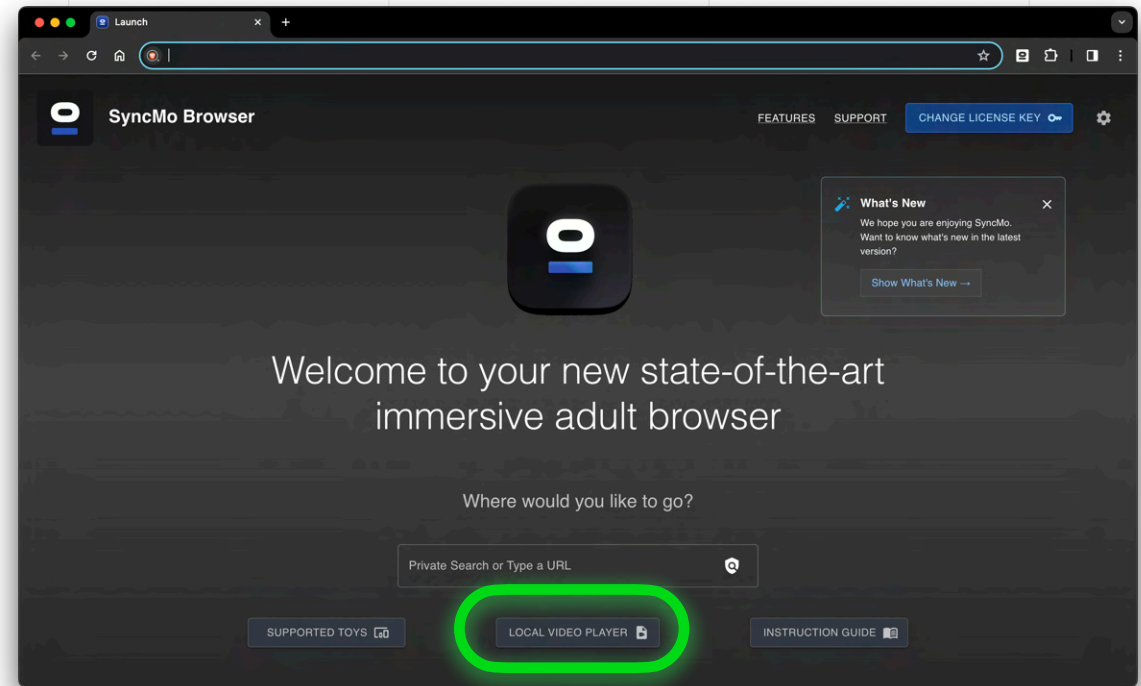 Launch
SyncMo Browser
FEATURES
SUPPORT
CHANGE LICENSE KEY
What's New
We hope you are enjoying SyncMo.
Want to know what's new in the latest
version?
Show What's New →
Welcome to your new state-of-the-art
immersive adult browser
Where would you like to go?
Private Search or Type a URL
SUPPORTED TOYS
LOCAL VIDEO PLAYER
INSTRUCTION GUIDE